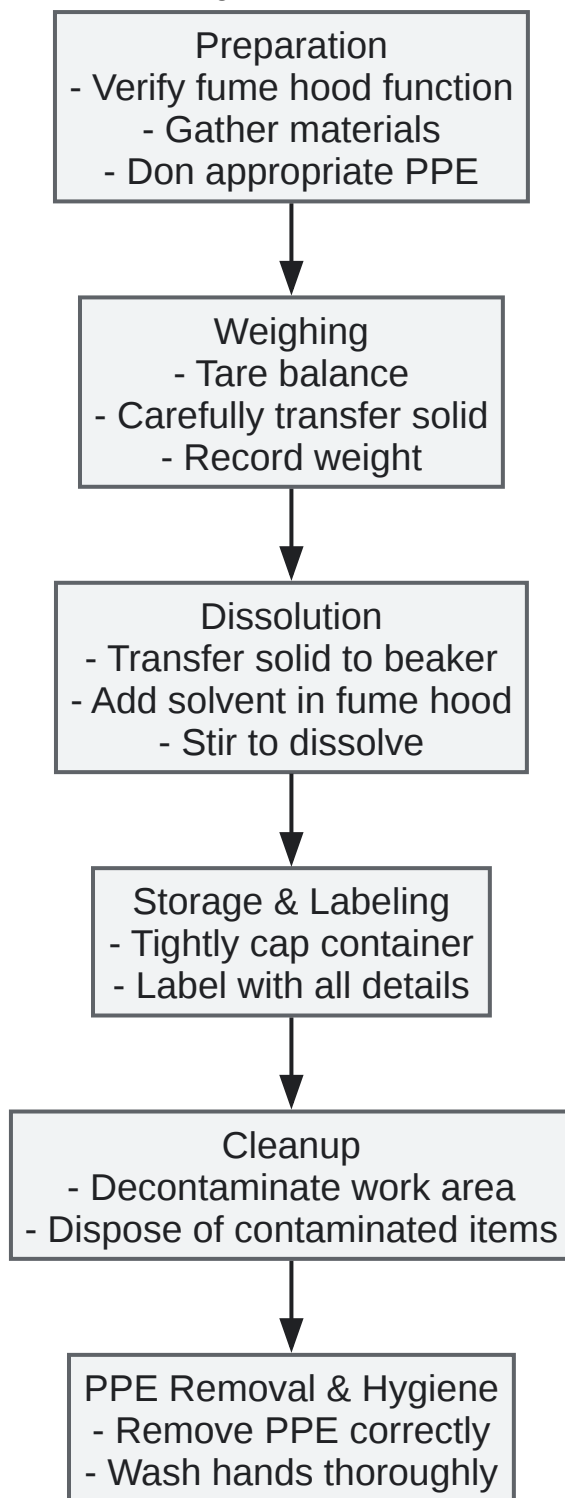 Preparation
- Verify fume hood function
- Gather materials
- Don appropriate PPE
Weighing
- Tare balance
- Carefully transfer solid
- Record weight
Dissolution
- Transfer solid to beaker
- Add solvent in fume hood
- Stir to dissolve
Storage & Labeling
- Tightly cap container
- Label with all details
Cleanup
- Decontaminate work area
- Dispose of contaminated items
PPE Removal & Hygiene
- Remove PPE correctly
- Wash hands thoroughly